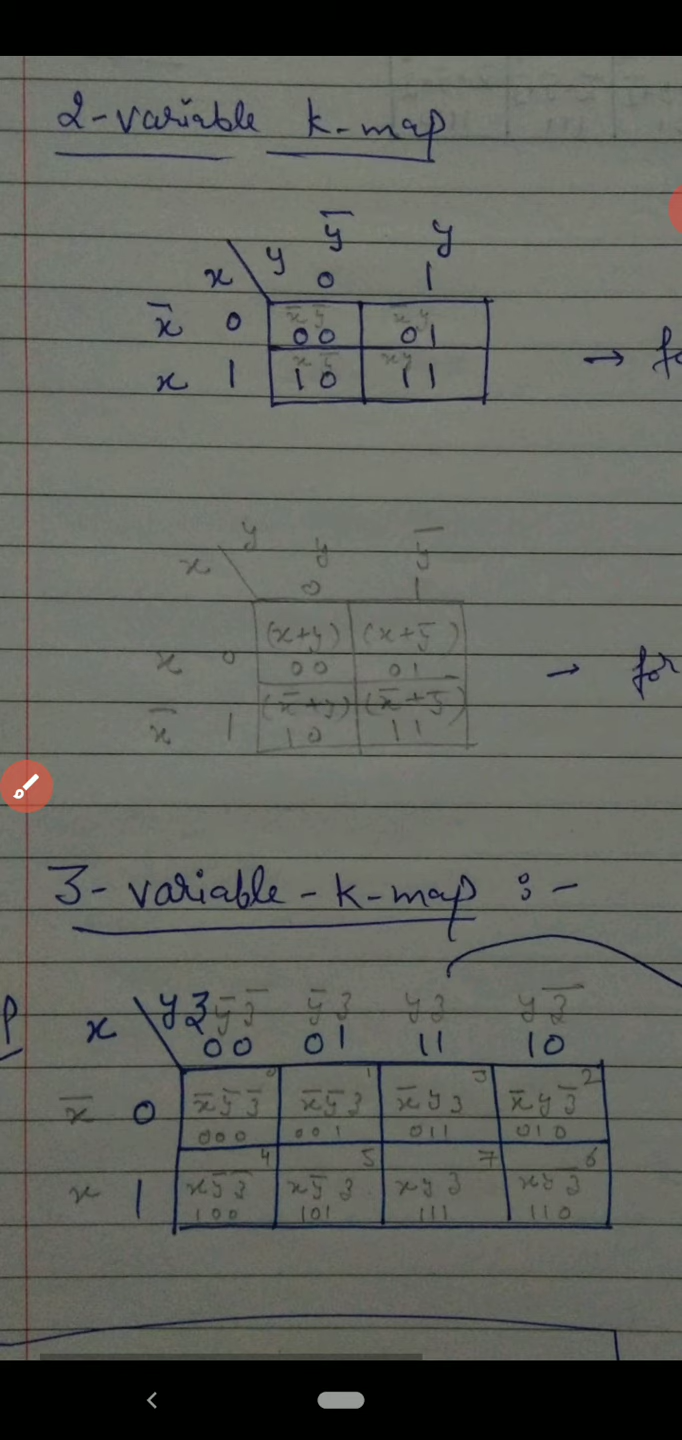 2-variable k-map
y̅ y
x y 0 1
x̅ y̅ x̅ y
x̅ 0 00 01
x y̅ xy
x 1 10 11
→
y y y̅
x 0 1
(x+y) (x+y̅)
x 0 00 01
→ for
(x̅+y) (x̅+y̅)
x̅ 1 10 11
3-variable-k-map :-
P x yz y̅z̅ y̅z yz yz̅
00 01 11 10
0 1 3 2
x̅ 0 x̅y̅z̅ x̅y̅z x̅yz x̅yz̅
000 001 011 010
4 5 7 6
x 1 xy̅z̅ xy̅z xyz xyz̅
100 101 111 110